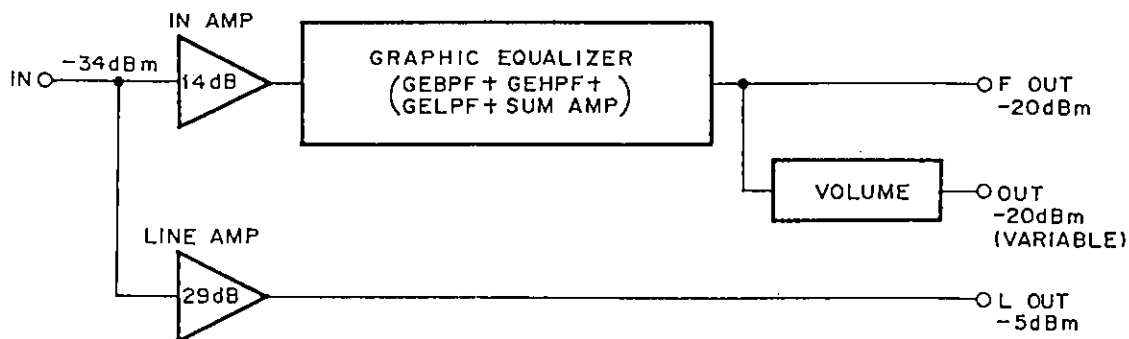 IN AMP
-34dBm
IN
14dB
GRAPHIC EQUALIZER
(GEBPF+ GEHPF+
(GELPF+ SUM AMP)
F OUT
-20dBm
VOLUME
OUT
-20dBm
(VARIABLE)
LINE AMP
29dB
L OUT
-5dBm